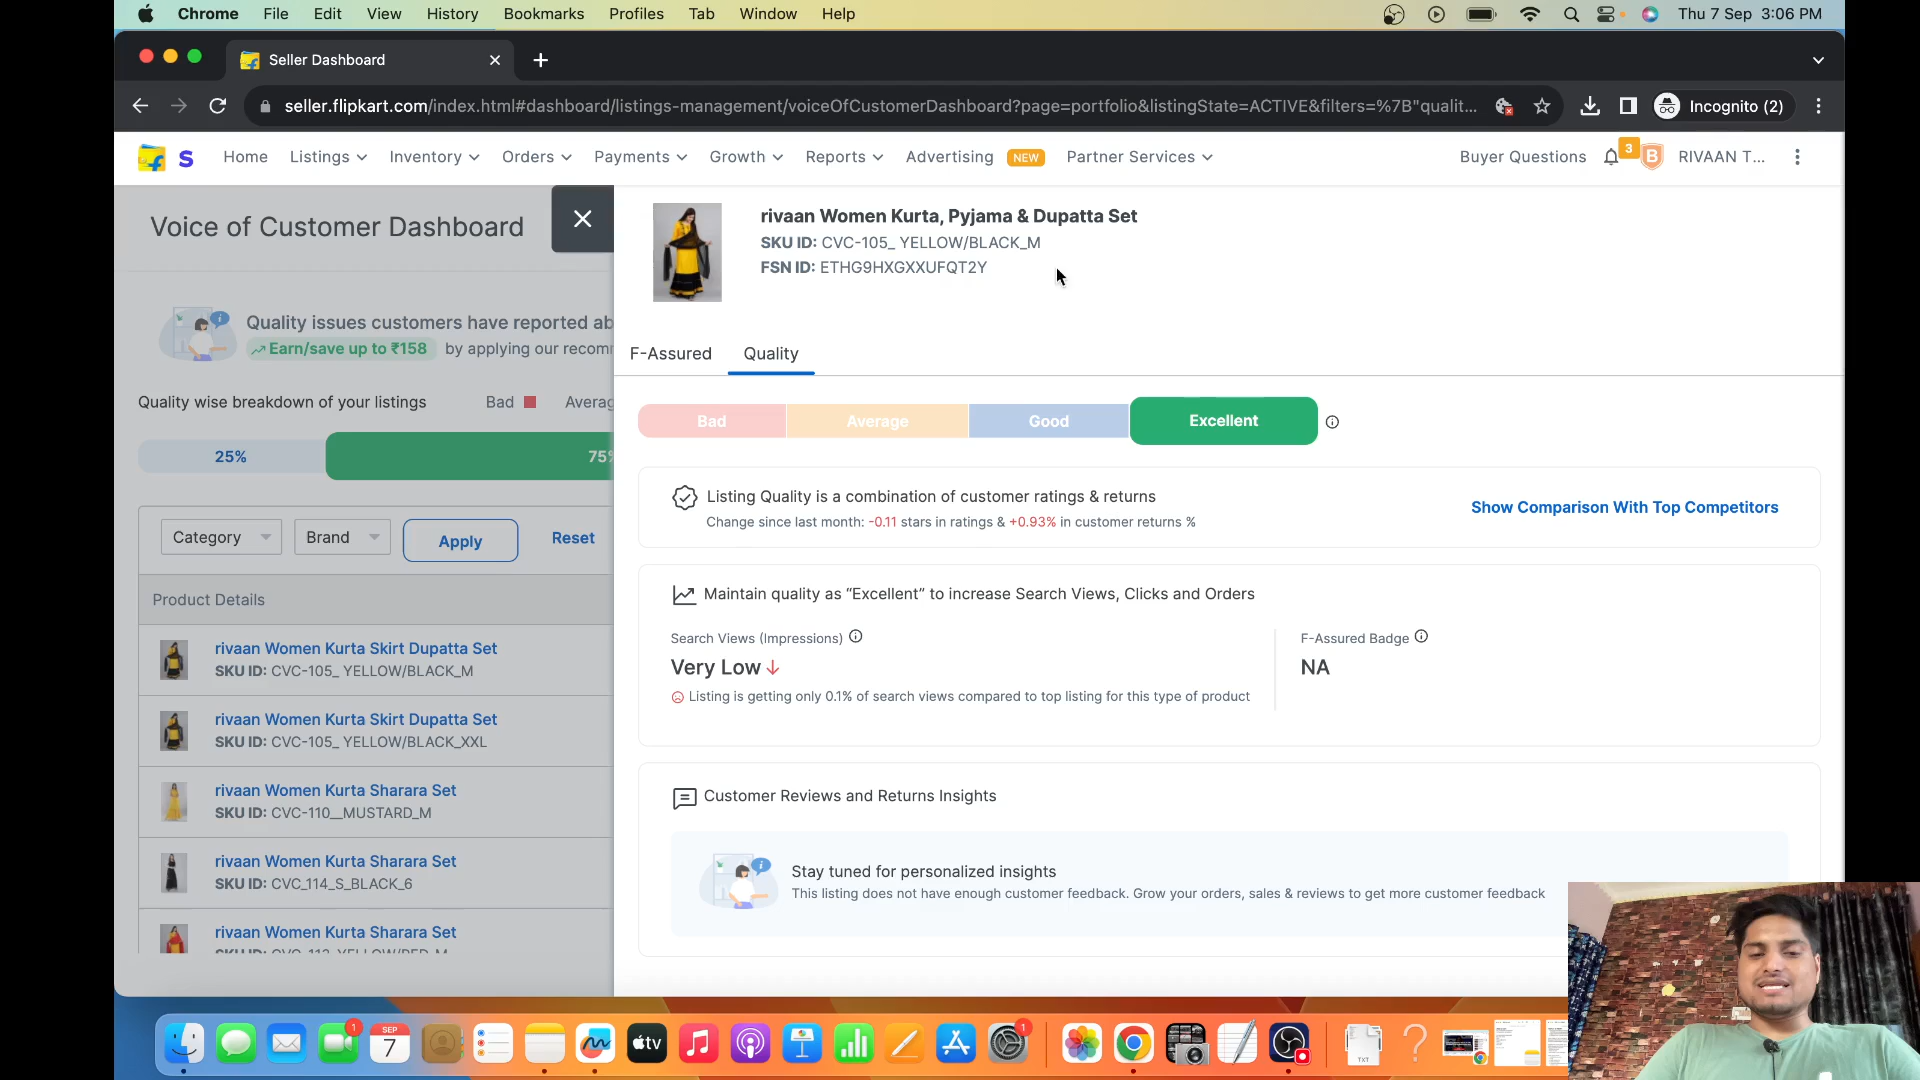 Chrome File Edit View History Bookmarks Profiles Tab Window Help Thu 7 Sep 3:06 PM
Seller Dashboard
seller.flipkart.com/index.html#dashboard/listings-management/voiceOfCustomerDashboard?page=portfolio&listingState=ACTIVE&filters=%7B"qualit... Incognito (2)
S Home Listings Inventory Orders Payments Growth Reports Advertising NEW Partner Services Buyer Questions 3 B RIVAAN T...
Voice of Customer Dashboard
Quality issues customers have reported ab
Earn/save up to ₹158 by applying our recom
Quality wise breakdown of your listings Bad Averag
25% 75%
Category Brand Apply Reset
Product Details
rivaan Women Kurta Skirt Dupatta Set
SKU ID: CVC-105_ YELLOW/BLACK_M
rivaan Women Kurta Skirt Dupatta Set
SKU ID: CVC-105_ YELLOW/BLACK_XXL
rivaan Women Kurta Sharara Set
SKU ID: CVC-110__MUSTARD_M
rivaan Women Kurta Sharara Set
SKU ID: CVC_114_S_BLACK_6
rivaan Women Kurta Sharara Set
rivaan Women Kurta, Pyjama & Dupatta Set
SKU ID: CVC-105_ YELLOW/BLACK_M
FSN ID: ETHG9HXGXXUFQT2Y
F-Assured Quality
Bad Average Good Excellent
Listing Quality is a combination of customer ratings & returns
Change since last month: -0.11 stars in ratings & +0.93% in customer returns %
Show Comparison With Top Competitors
Maintain quality as “Excellent” to increase Search Views, Clicks and Orders
Search Views (Impressions)
Very Low
Listing is getting only 0.1% of search views compared to top listing for this type of product
F-Assured Badge
NA
Customer Reviews and Returns Insights
Stay tuned for personalized insights
This listing does not have enough customer feedback. Grow your orders, sales & reviews to get more customer feedback
1 SEP 7 tv 1 TXT